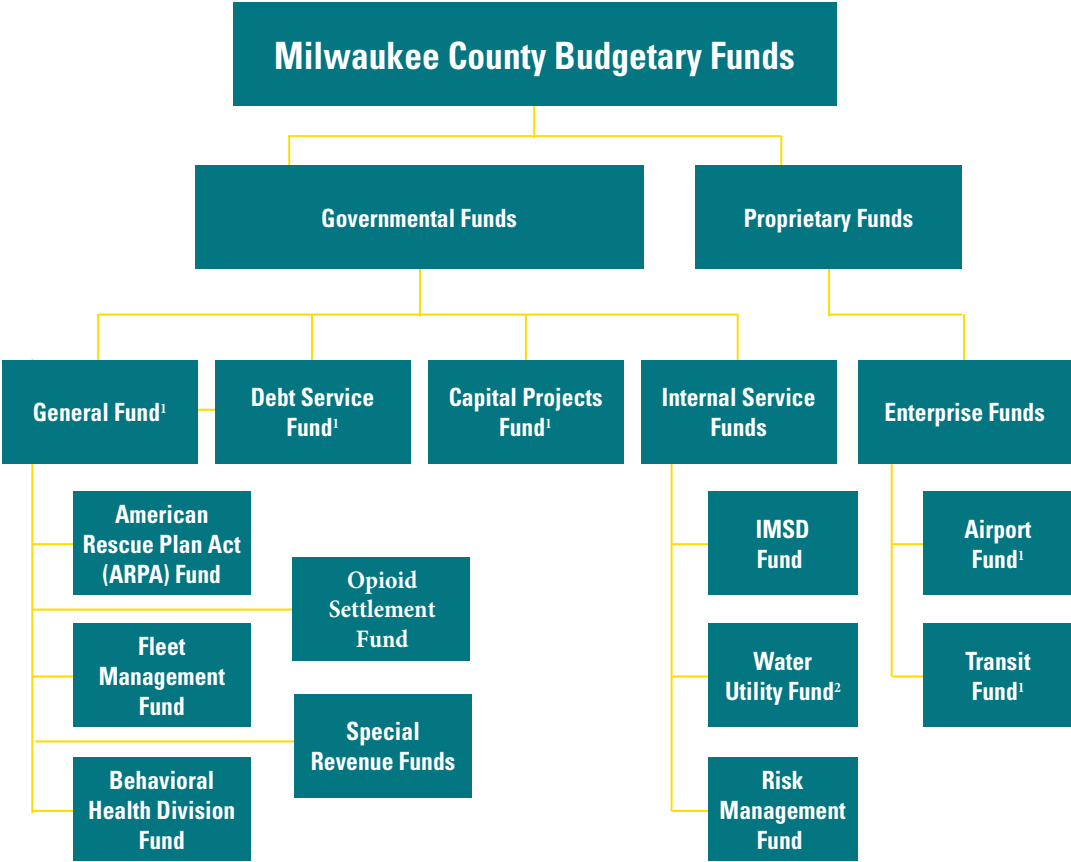 Milwaukee County Budgetary Funds
Governmental Funds
Proprietary Funds
General Fund¹
Debt Service
Fund¹
Capital Projects
Fund¹
Internal Service
Funds
Enterprise Funds
American
Rescue Plan Act
(ARPA) Fund
Opioid
Settlement
Fund
Fleet
Management
Fund
Special
Revenue Funds
Behavioral
Health Division
Fund
IMSD
Fund
Water
Utility Fund²
Risk
Management
Fund
Airport
Fund¹
Transit
Fund¹